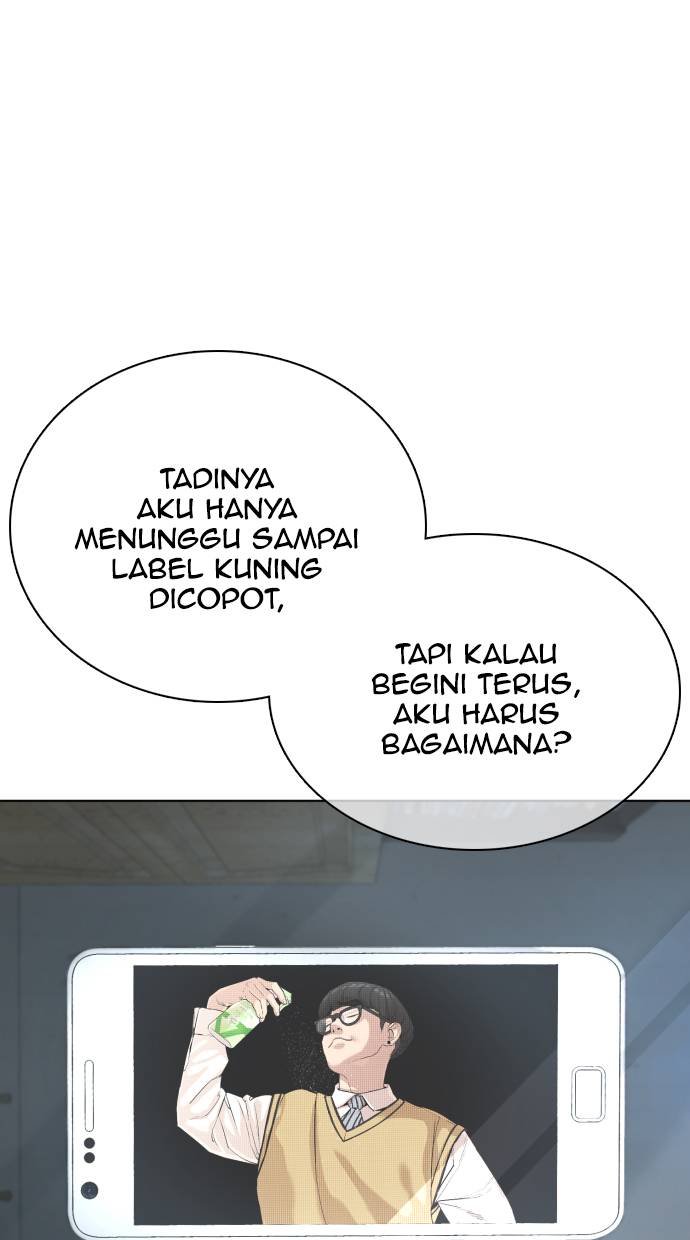 TADINYA
AKU HANYA
MENUNGGU SAMPAI
LABEL KUNING
DICOPOT,
TAPI KALAU
BEGINI TERUS,
AKU HARUS
BAGAIMANA?